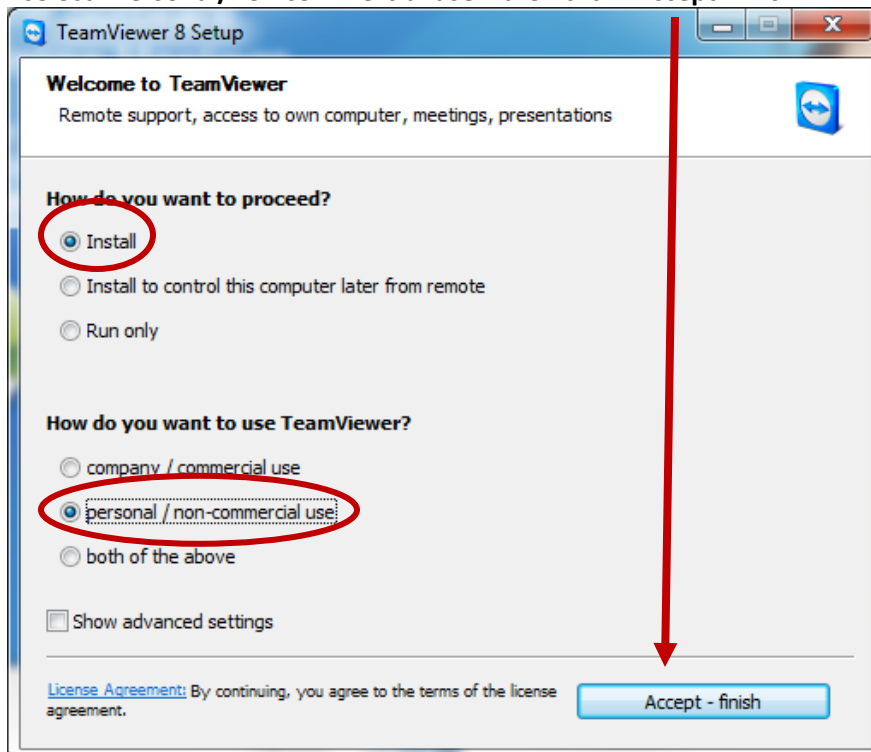 TeamViewer 8 Setup
Welcome to TeamViewer
Remote support, access to own computer, meetings, presentations
How do you want to proceed?
Install
Install to control this computer later from remote
Run only
How do you want to use TeamViewer?
company / commercial use
personal / non-commercial use
both of the above
Show advanced settings
License Agreement: By continuing, you agree to the terms of the license
agreement.
Accept - finish